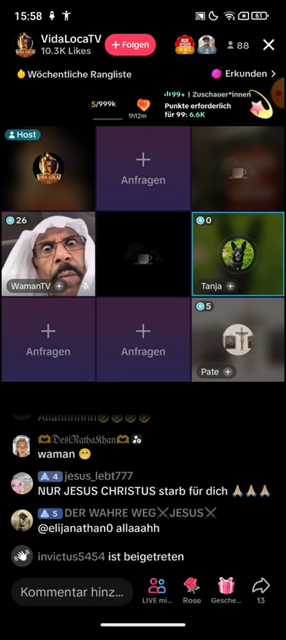 15:58
61
VidaLocaTV
10.3K Likes
+ Folgen
88
Wöchentliche Rangliste
Erkunden >
5/999k
1h12m
99+ | Zuschauer*innen
Punkte erforderlich
für 99: 6.6K
Host
Anfragen
26
WamanTV
0
Tanja
Anfragen
Anfragen
5
Pate
𝔇𝔢𝔰𝔦ℜ𝔞𝔱𝔥𝔞𝔎𝔥𝔞𝔫
waman 😁
4 jesus_lebt777
NUR JESUS CHRISTUS starb für dich 🙏🙏🙏
5 DER WAHRE WEG⚔JESUS⚔
@elijanathan0 allaaahh
invictus5454 ist beigetreten
Kommentar hinz...
LIVE mi...
Rose
Gesche...
13